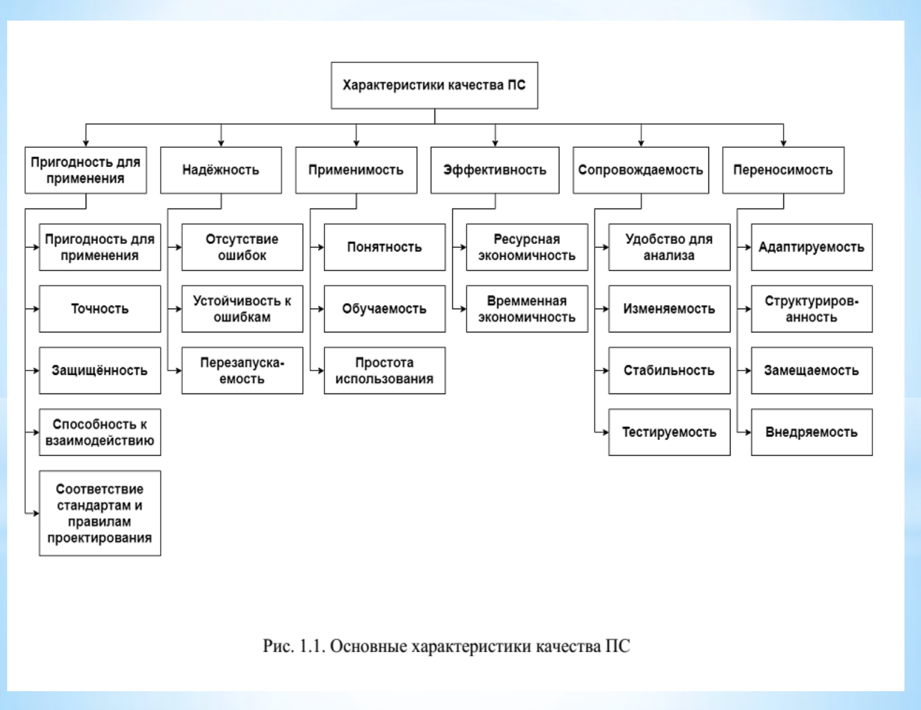 Характеристики качества ПС
Пригодность для
применения
Надёжность
Применимость
Эффективность
Сопровождаемость
Переносимость
Пригодность для
применения
Точность
Защищённость
Способность к
взаимодействию
Соответствие
стандартам и
правилам
проектирования
Отсутствие
ошибок
Устойчивость к
ошибкам
Перезапуска-
емость
Понятность
Обучаемость
Простота
использования
Ресурсная
экономичность
Времменная
экономичность
Удобство для
анализа
Изменяемость
Стабильность
Тестируемость
Адаптируемость
Структуриров-
анность
Замещаемость
Внедряемость
Рис. 1.1. Основные характеристики качества ПС